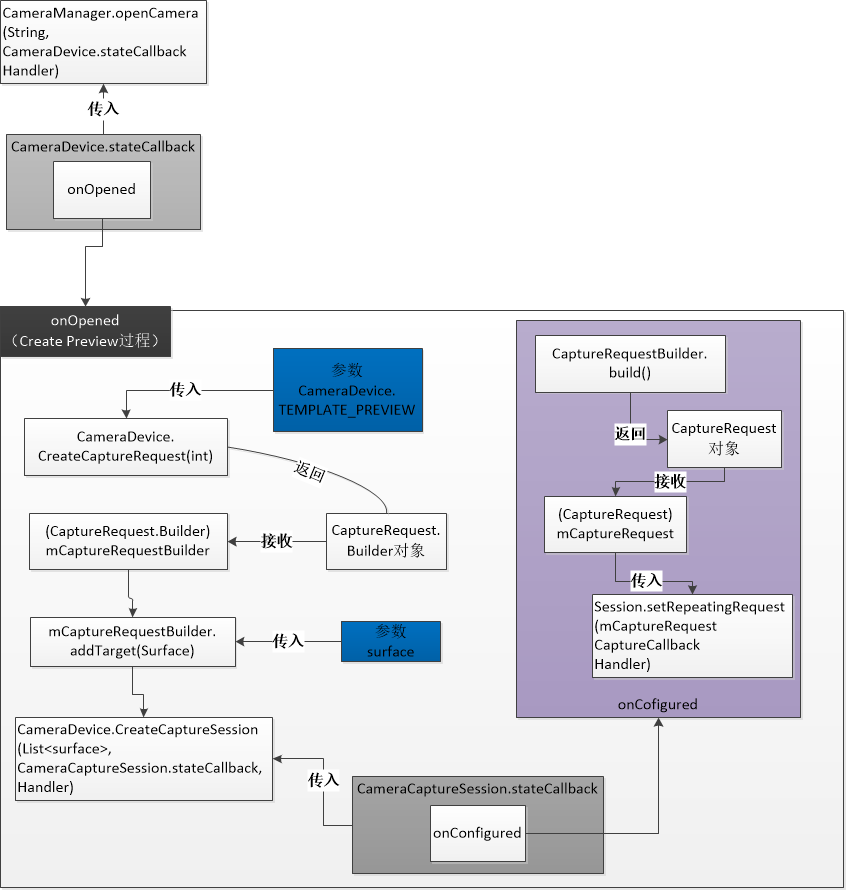 CameraManager.openCamera
(String,
CameraDevice.stateCallback
Handler)
传入
CameraDevice.stateCallback
onOpened
onOpened
（Create Preview过程）
参数
CameraDevice.
TEMPLATE_PREVIEW
传入
CameraDevice.
CreateCaptureRequest(int)
返回
CaptureRequest.
Builder对象
接收
(CaptureRequest.Builder)
mCaptureRequestBuilder
mCaptureRequestBuilder.
addTarget(Surface)
传入
参数
surface
CameraDevice.CreateCaptureSession
(List<surface>,
CameraCaptureSession.stateCallback,
Handler)
传入
CameraCaptureSession.stateCallback
onConfigured
CaptureRequestBuilder.
build()
返回
CaptureRequest
对象
接收
(CaptureRequest)
mCaptureRequest
传入
Session.setRepeatingRequest
(mCaptureRequest
CaptureCallback
Handler)
onCofigured